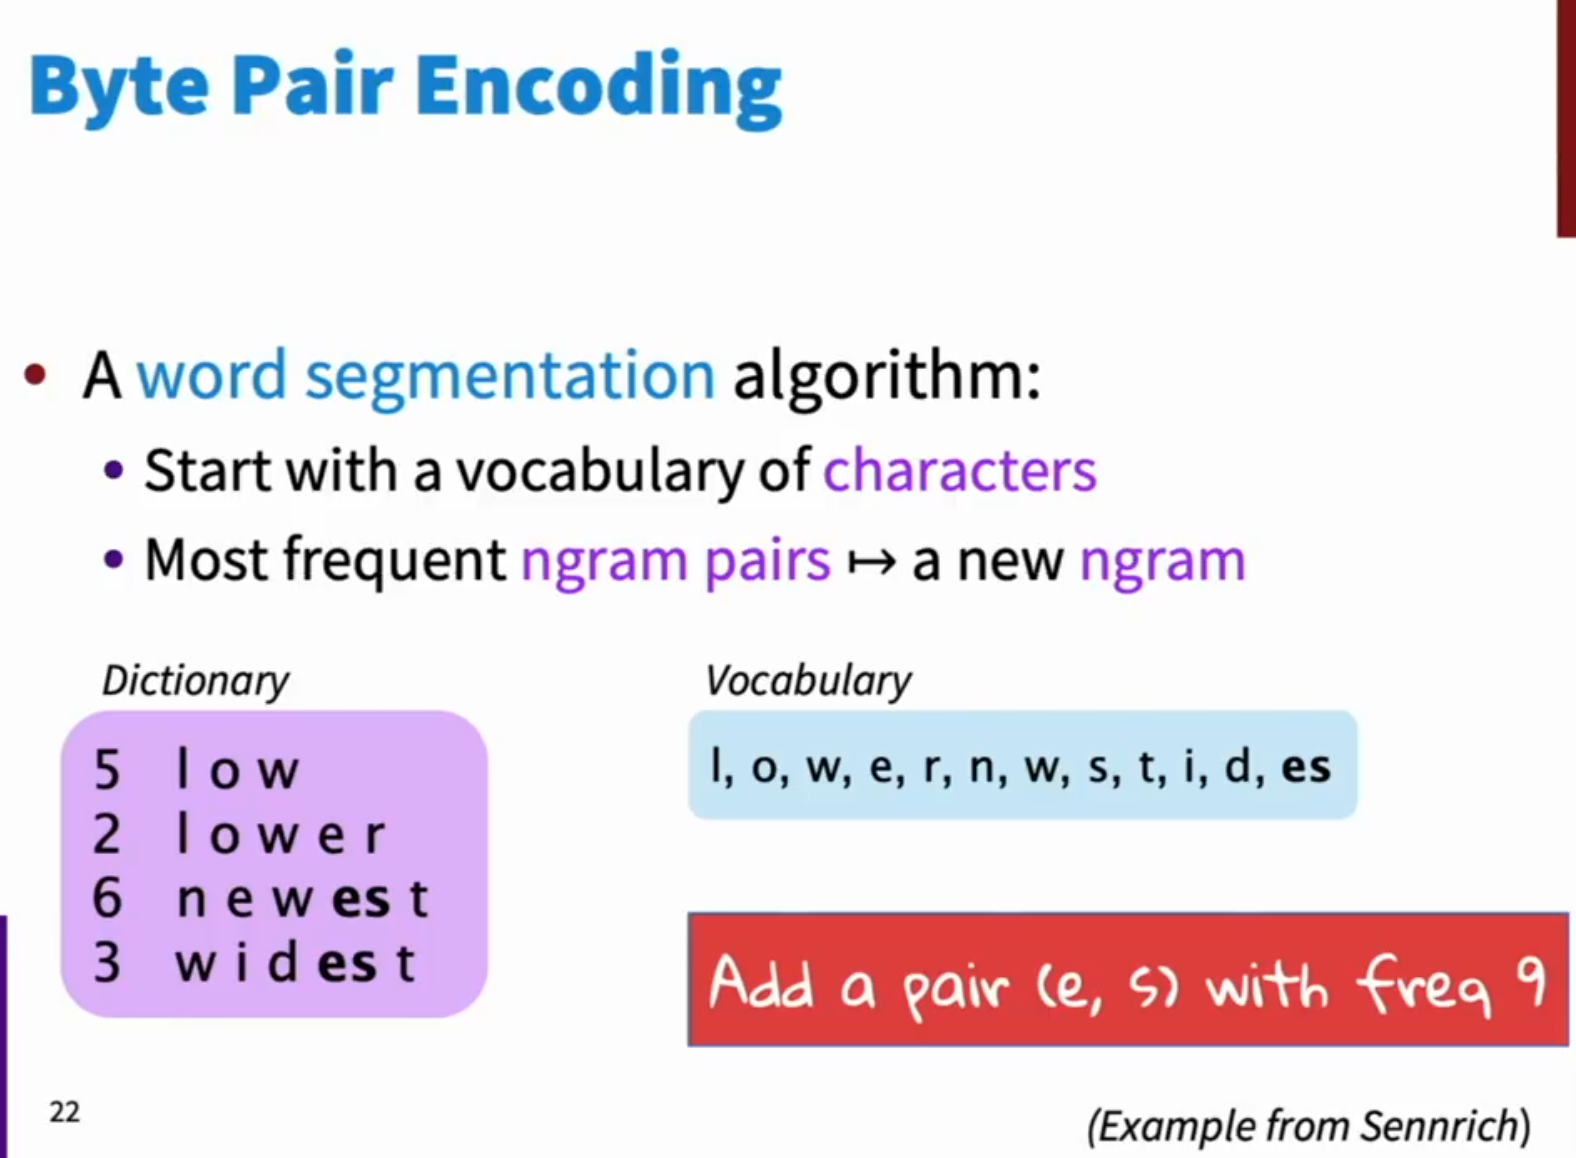 Byte Pair Encoding
• A word segmentation algorithm:
• Start with a vocabulary of characters
• Most frequent ngram pairs ↦ a new ngram
Dictionary
5 l o w
2 l o w e r
6 n e w es t
3 w i d es t
Vocabulary
l, o, w, e, r, n, w, s, t, i, d, es
Add a pair (e, s) with freq 9
22
(Example from Sennrich)